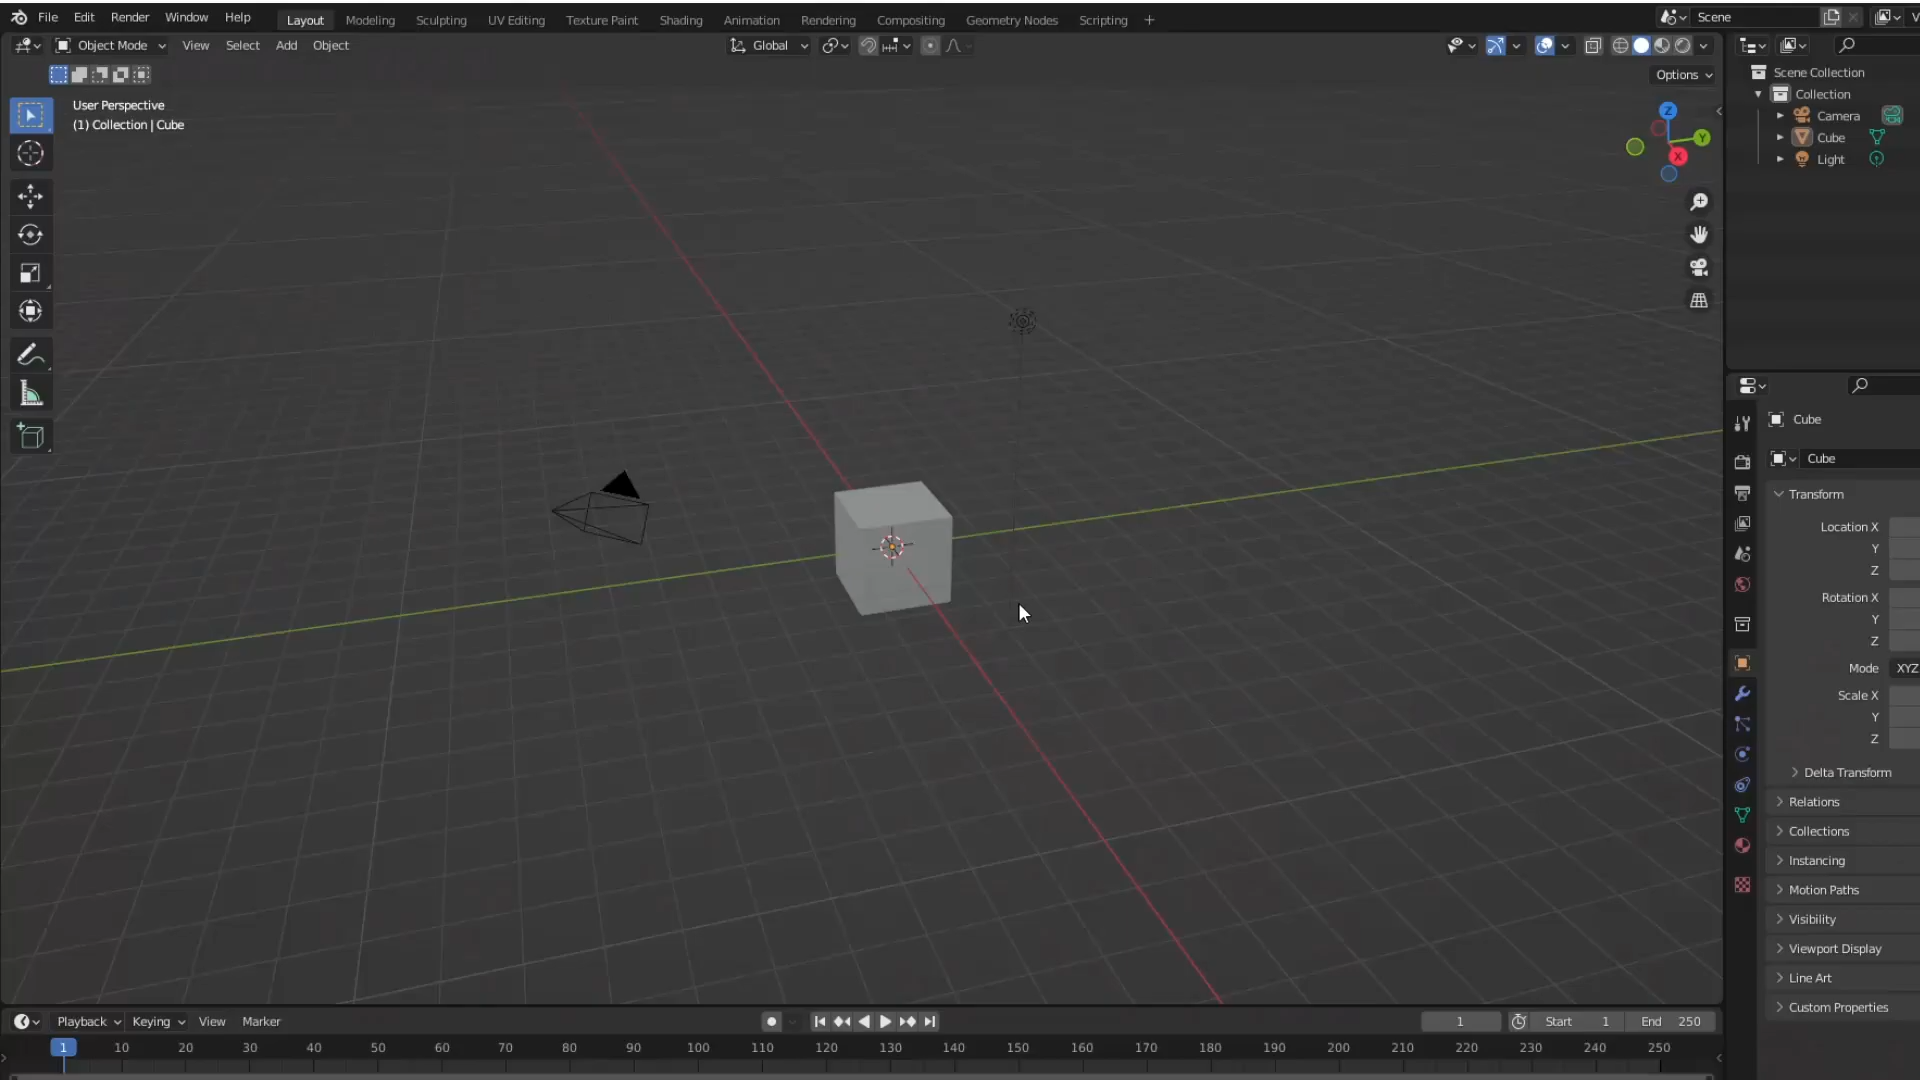 File Edit Render Window Help Layout Modeling Sculpting UV Editing Texture Paint Shading Animation Rendering Compositing Geometry Nodes Scripting + Scene
Object Mode View Select Add Object Global
Options
User Perspective
(1) Collection | Cube
Z
Y
X
Scene Collection
Collection
Camera
Cube
Light
Cube
Cube
Transform
Location X
Y
Z
Rotation X
Y
Z
Mode XYZ
Scale X
Y
Z
Delta Transform
Relations
Collections
Instancing
Motion Paths
Visibility
Viewport Display
Line Art
Custom Properties
Playback Keying View Marker 1 Start 1 End 250
1 10 20 30 40 50 60 70 80 90 100 110 120 130 140 150 160 170 180 190 200 210 220 230 240 250